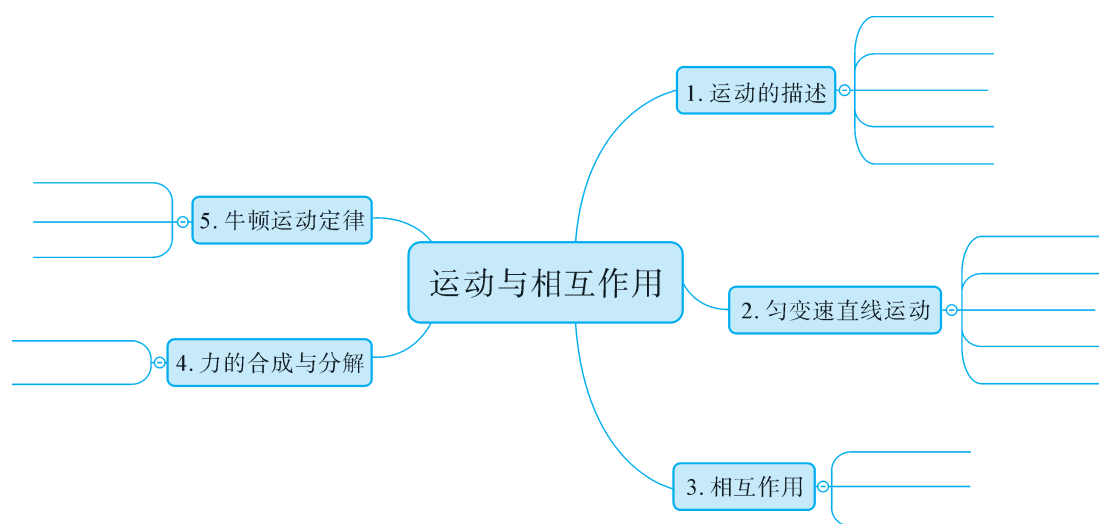 运动与相互作用
1. 运动的描述
2. 匀变速直线运动
3. 相互作用
4. 力的合成与分解
5. 牛顿运动定律